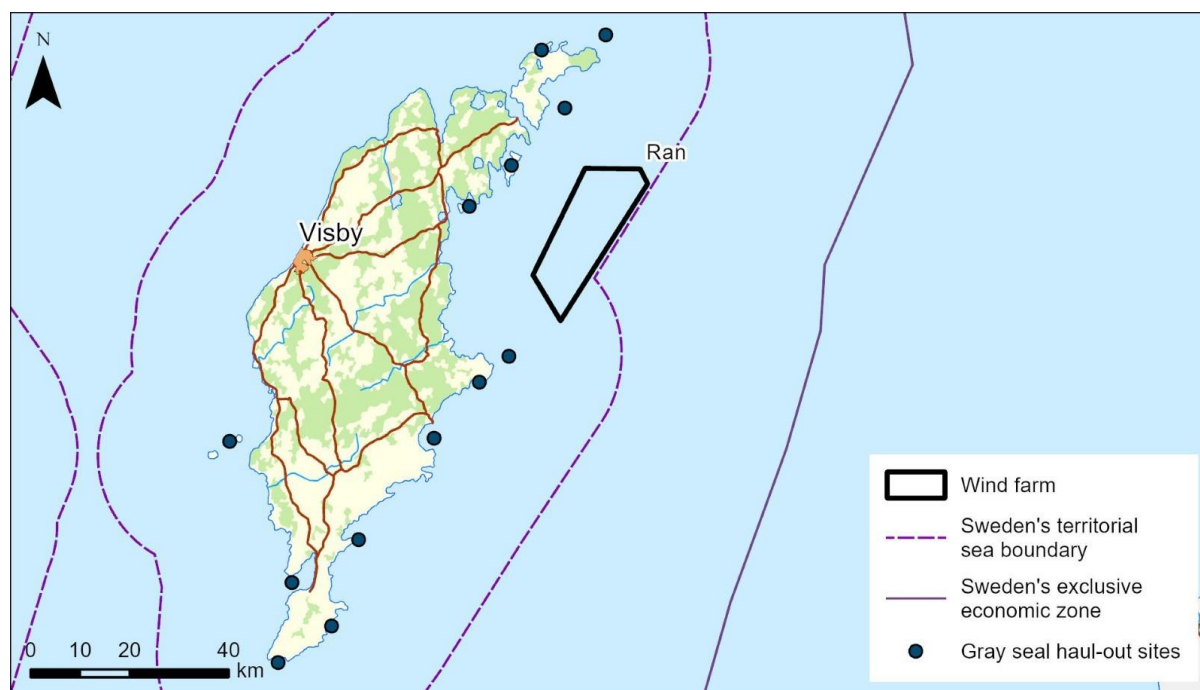 N
Ran
Visby
Wind farm
Sweden's territorial
sea boundary
Sweden's exclusive
economic zone
Gray seal haul-out sites
0 10 20 40
km